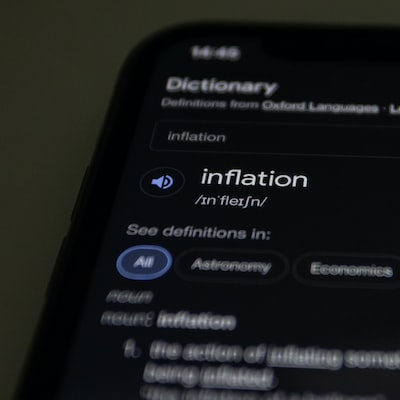 14:45
Dictionary
Definitions from Oxford Languages ·
inflation
inflation
/ɪnˈfleɪʃn/
See definitions in:
All Astronomy Economics
noun
noun: inflation
1. the action of inflating
being inflated.